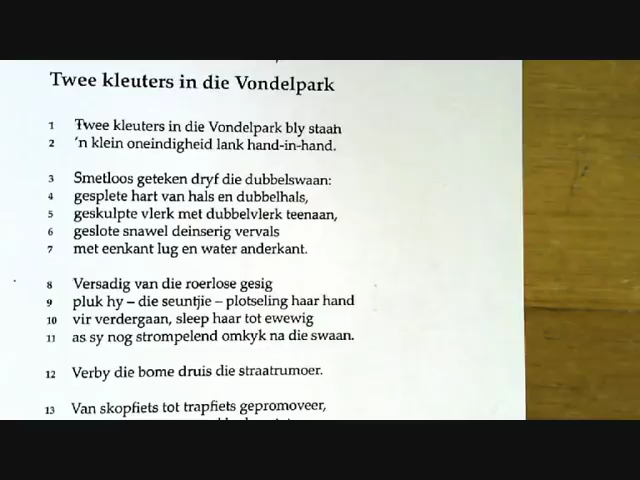 Twee kleuters in die Vondelpark
1 Twee kleuters in die Vondelpark bly staan
2 'n klein oneindigheid lank hand-in-hand.
3 Smetloos geteken dryf die dubbelswaan:
4 gesplete hart van hals en dubbelhals,
5 geskulpte vlerk met dubbelvlerk teenaan,
6 geslote snawel deinserig vervals
7 met eenkant lug en water anderkant.
8 Versadig van die roerlose gesig
9 pluk hy – die seuntjie – plotseling haar hand
10 vir verdergaan, sleep haar tot ewewig
11 as sy nog strompelend omkyk na die swaan.
12 Verby die bome druis die straatrumoer.
13 Van skopfiets tot trapfiets gepromoveer,